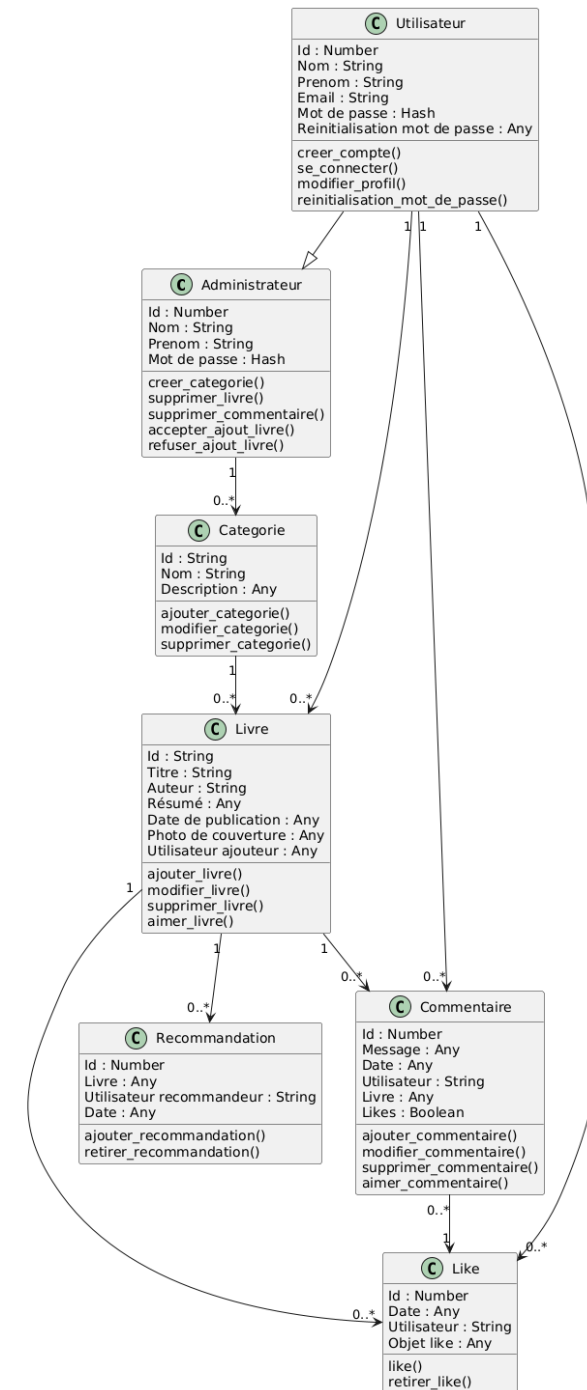 C Utilisateur
Id : Number
Nom : String
Prenom : String
Email : String
Mot de passe : Hash
Reinitialisation mot de passe : Any
creer_compte()
se_connecter()
modifier_profil()
reinitialisation_mot_de_passe()
1 1 1
C Administrateur
Id : Number
Nom : String
Prenom : String
Mot de passe : Hash
creer_categorie()
supprimer_livre()
supprimer_commentaire()
accepter_ajout_livre()
refuser_ajout_livre()
1
0..*
C Categorie
Id : String
Nom : String
Description : Any
ajouter_categorie()
modifier_categorie()
supprimer_categorie()
1
0..* 0..*
C Livre
Id : String
Titre : String
Auteur : String
Résumé : Any
Date de publication : Any
Photo de couverture : Any
Utilisateur ajouteur : Any
ajouter_livre()
modifier_livre()
supprimer_livre()
aimer_livre()
1
1 1
0..* 0..* 0..*
C Recommandation
Id : Number
Livre : Any
Utilisateur recommandeur : String
Date : Any
ajouter_recommandation()
retirer_recommandation()
C Commentaire
Id : Number
Message : Any
Date : Any
Utilisateur : String
Livre : Any
Likes : Boolean
ajouter_commentaire()
modifier_commentaire()
supprimer_commentaire()
aimer_commentaire()
0..*
1 0..*
0..*
C Like
Id : Number
Date : Any
Utilisateur : String
Objet like : Any
like()
retirer_like()